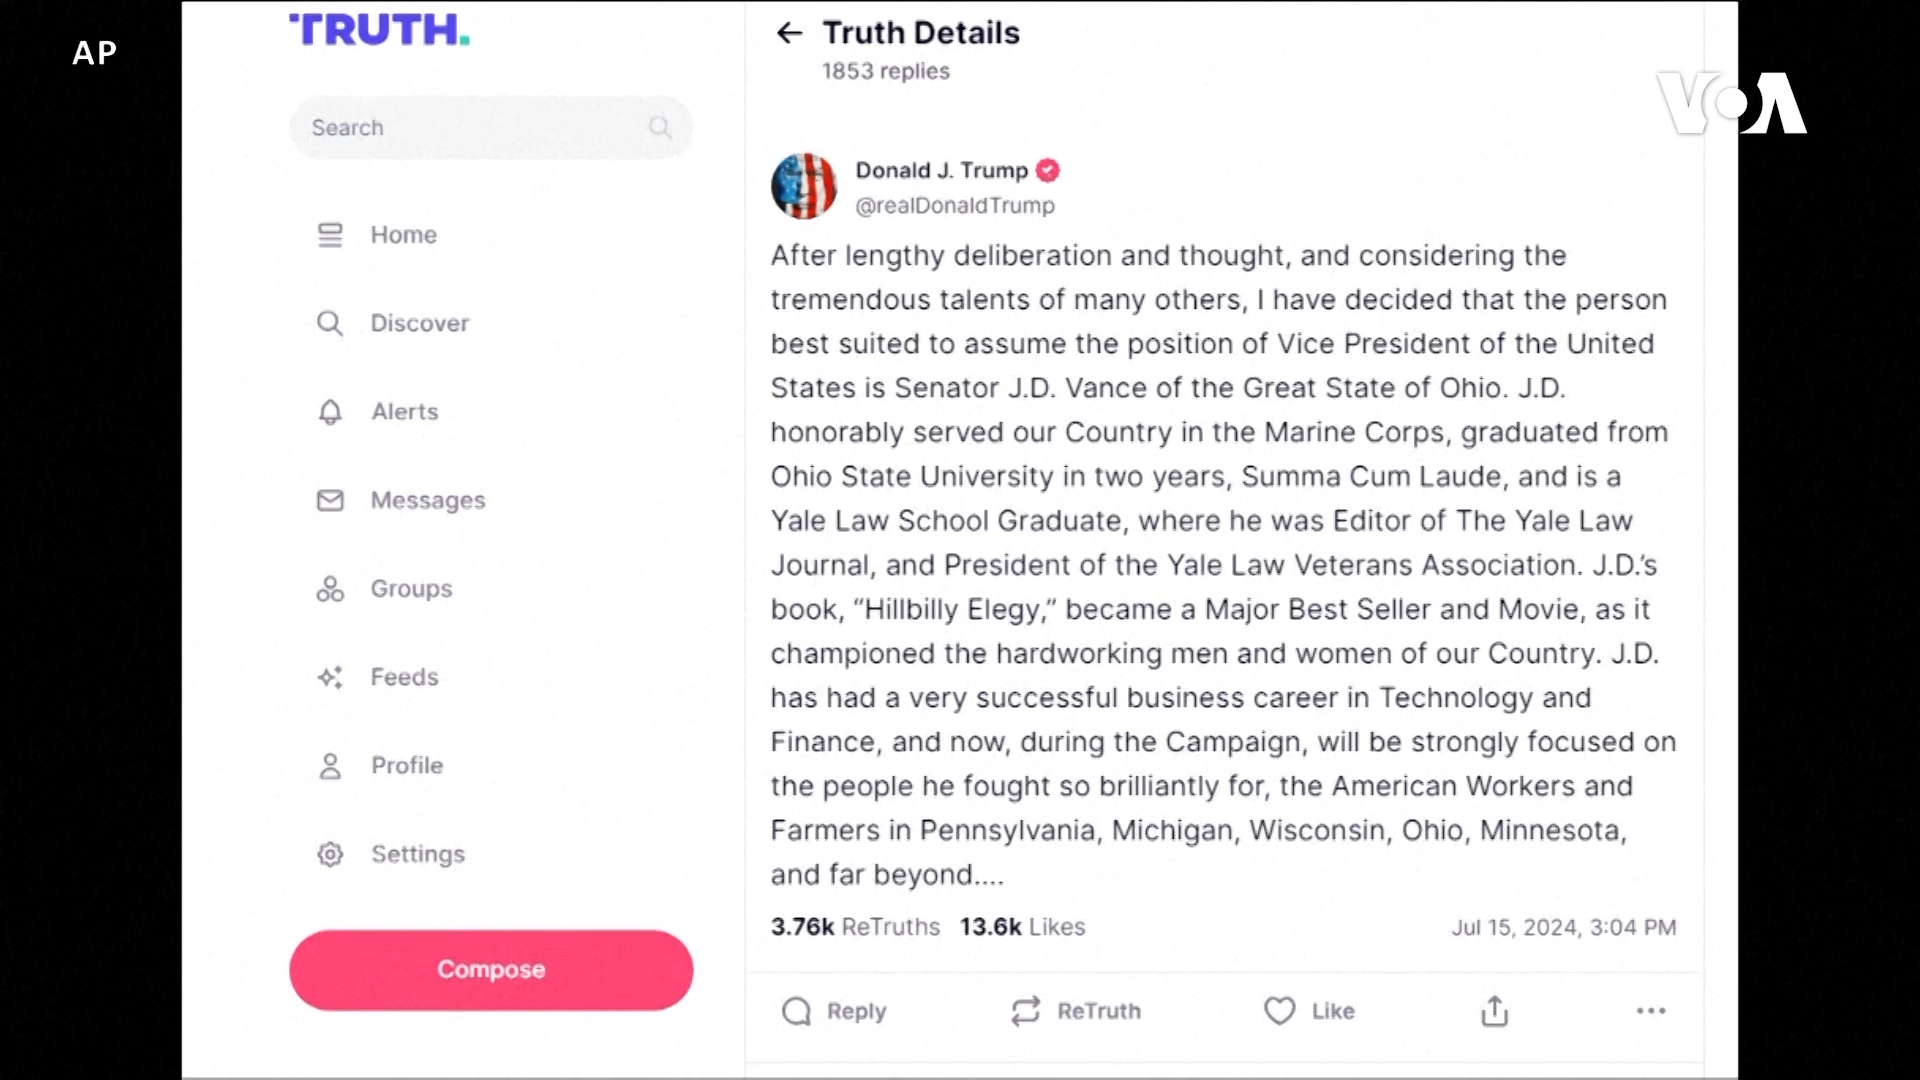 AP
TRUTH.
Search
Home
Discover
Alerts
Messages
Groups
Feeds
Profile
Settings
Compose
Truth Details
1853 replies
VOA
Donald J. Trump
@realDonaldTrump
After lengthy deliberation and thought, and considering the
tremendous talents of many others, I have decided that the person
best suited to assume the position of Vice President of the United
States is Senator J.D. Vance of the Great State of Ohio. J.D.
honorably served our Country in the Marine Corps, graduated from
Ohio State University in two years, Summa Cum Laude, and is a
Yale Law School Graduate, where he was Editor of The Yale Law
Journal, and President of the Yale Law Veterans Association. J.D.’s
book, “Hillbilly Elegy,” became a Major Best Seller and Movie, as it
championed the hardworking men and women of our Country. J.D.
has had a very successful business career in Technology and
Finance, and now, during the Campaign, will be strongly focused on
the people he fought so brilliantly for, the American Workers and
Farmers in Pennsylvania, Michigan, Wisconsin, Ohio, Minnesota,
and far beyond....
3.76k ReTruths 13.6k Likes Jul 15, 2024, 3:04 PM
Reply ReTruth Like